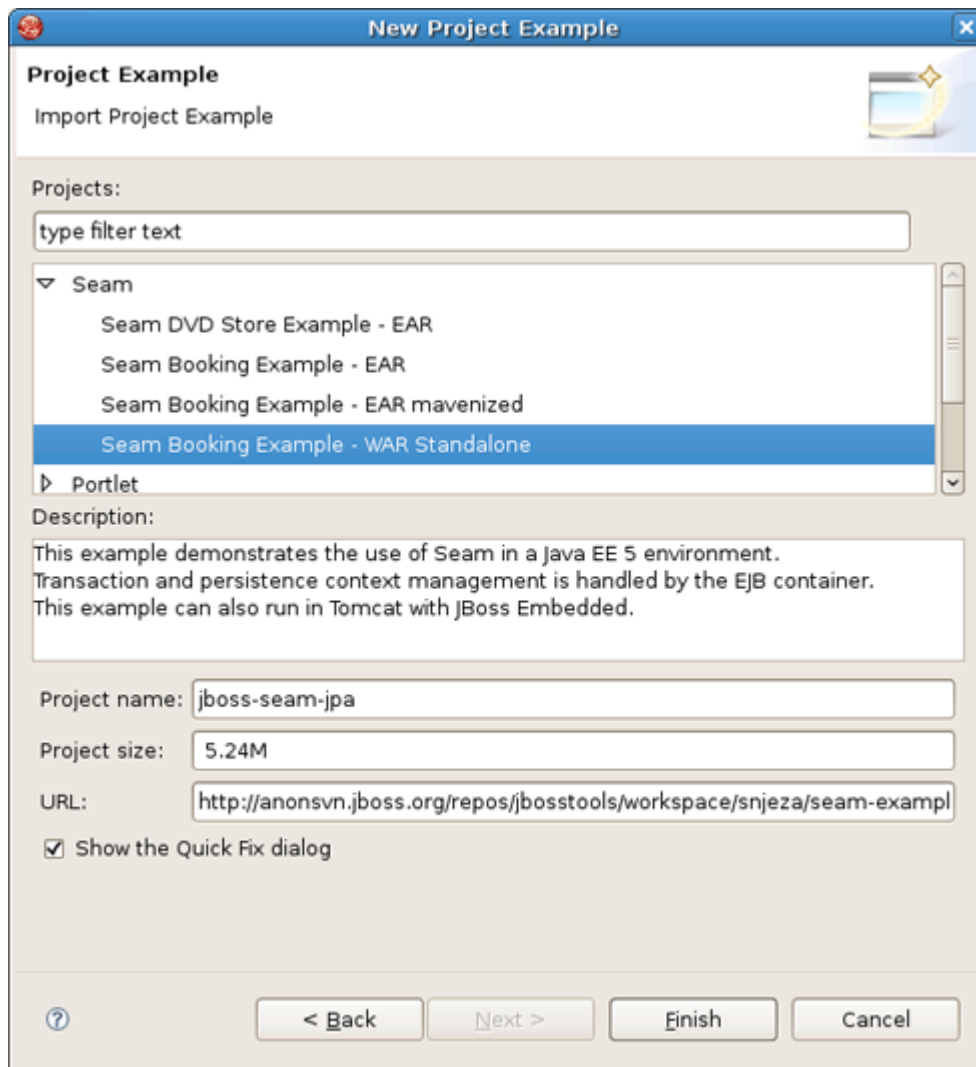 New Project Example
Project Example
Import Project Example
Projects:
type filter text
Seam
Seam DVD Store Example - EAR
Seam Booking Example - EAR
Seam Booking Example - EAR mavenized
Seam Booking Example - WAR Standalone
Portlet
Description:
This example demonstrates the use of Seam in a Java EE 5 environment.
Transaction and persistence context management is handled by the EJB container.
This example can also run in Tomcat with JBoss Embedded.
Project name: jboss-seam-jpa
Project size: 5.24M
URL: http://anonsvn.jboss.org/repos/jbosstools/workspace/snjeza/seam-exampl
Show the Quick Fix dialog
? < Back Next > Finish Cancel